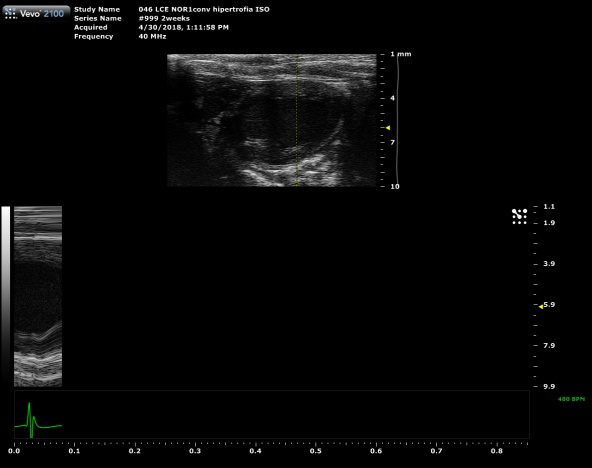 Vevo 2100
Study Name 046 LCE NOR1conv hipertrofia ISO
Series Name #999 2weeks
Acquired 4/30/2018, 1:11:58 PM
Frequency 40 MHz
1 mm
4
7
10
1.1
1.9
3.9
5.9
7.9
9.9
460 BPM
0.0 0.1 0.2 0.3 0.4 0.5 0.6 0.7 0.8